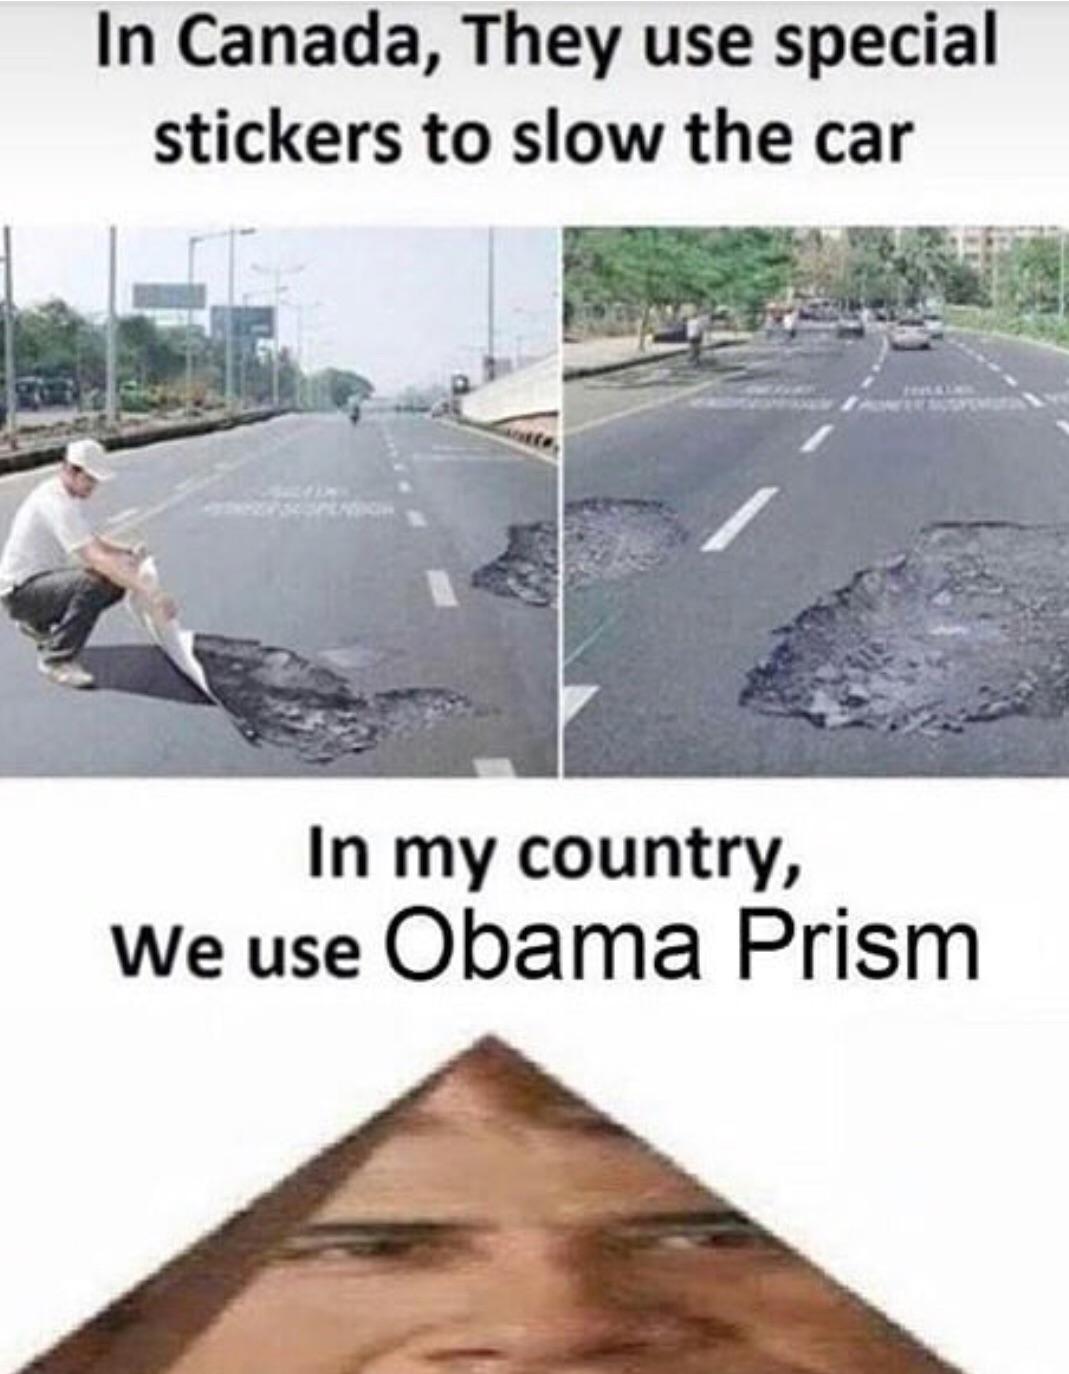 In Canada, They use special
stickers to slow the car
In my country,
We use Obama Prism